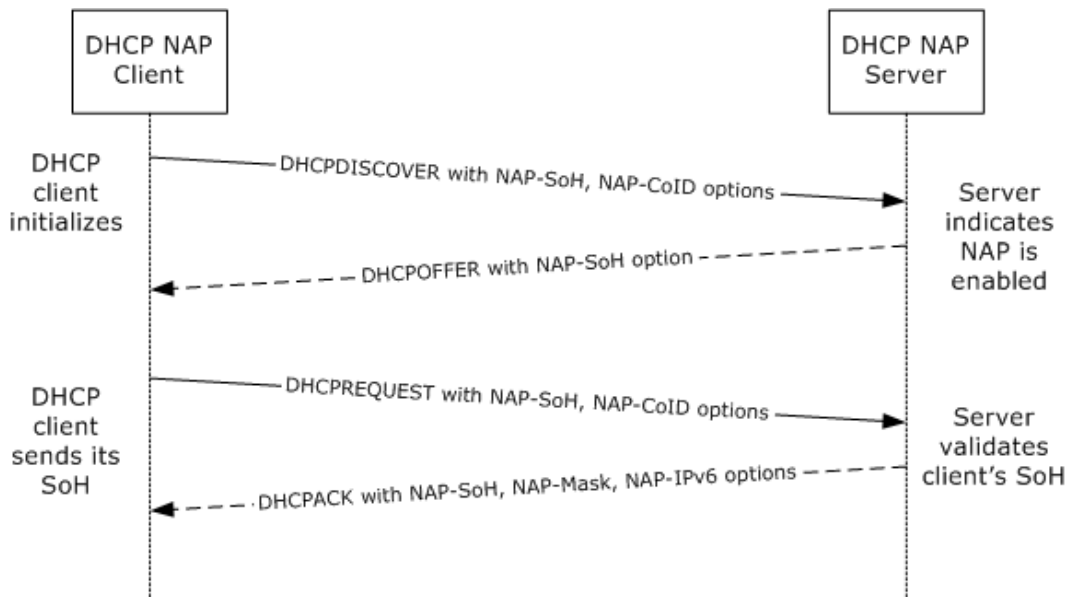 DHCP NAP
Client
DHCP NAP
Server
DHCP
client
initializes
DHCPDISCOVER with NAP-SoH, NAP-CoID options
Server
indicates
NAP is
enabled
DHCPOFFER with NAP-SoH option
DHCP
client
sends its
SoH
DHCPREQUEST with NAP-SoH, NAP-CoID options
Server
validates
client's SoH
DHCPACK with NAP-SoH, NAP-Mask, NAP-IPv6 options